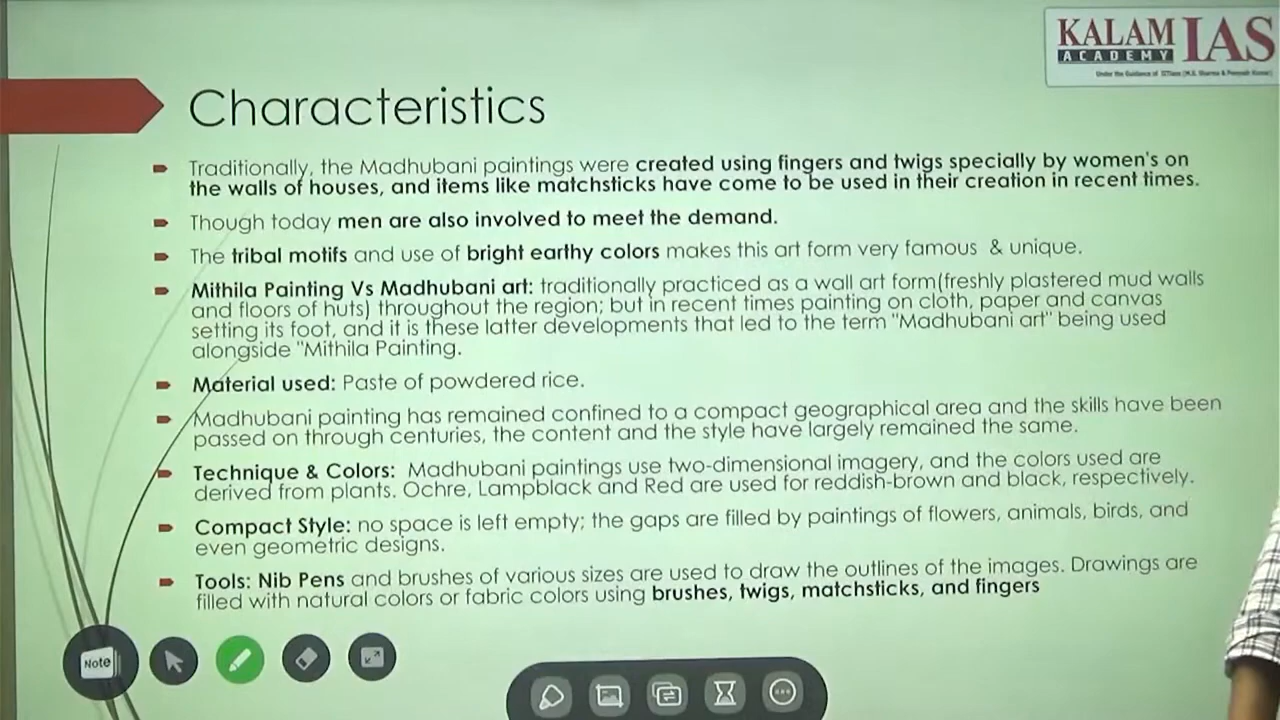 KALAM IAS
ACADEMY
Characteristics
Traditionally, the Madhubani paintings were created using fingers and twigs specially by women's on
the walls of houses, and items like matchsticks have come to be used in their creation in recent times.
Though today men are also involved to meet the demand.
The tribal motifs and use of bright earthy colors makes this art form very famous & unique.
Mithila Painting Vs Madhubani art: traditionally practiced as a wall art form(freshly plastered mud walls
and floors of huts) throughout the region; but in recent times painting on cloth, paper and canvas
setting its foot, and it is these latter developments that led to the term "Madhubani art" being used
alongside "Mithila Painting.
Material used: Paste of powdered rice.
Madhubani painting has remained confined to a compact geographical area and the skills have been
passed on through centuries, the content and the style have largely remained the same.
Technique & Colors: Madhubani paintings use two-dimensional imagery, and the colors used are
derived from plants. Ochre, Lampblack and Red are used for reddish-brown and black, respectively.
Compact Style: no space is left empty; the gaps are filled by paintings of flowers, animals, birds, and
even geometric designs.
Tools: Nib Pens and brushes of various sizes are used to draw the outlines of the images. Drawings are
filled with natural colors or fabric colors using brushes, twigs, matchsticks, and fingers
Note